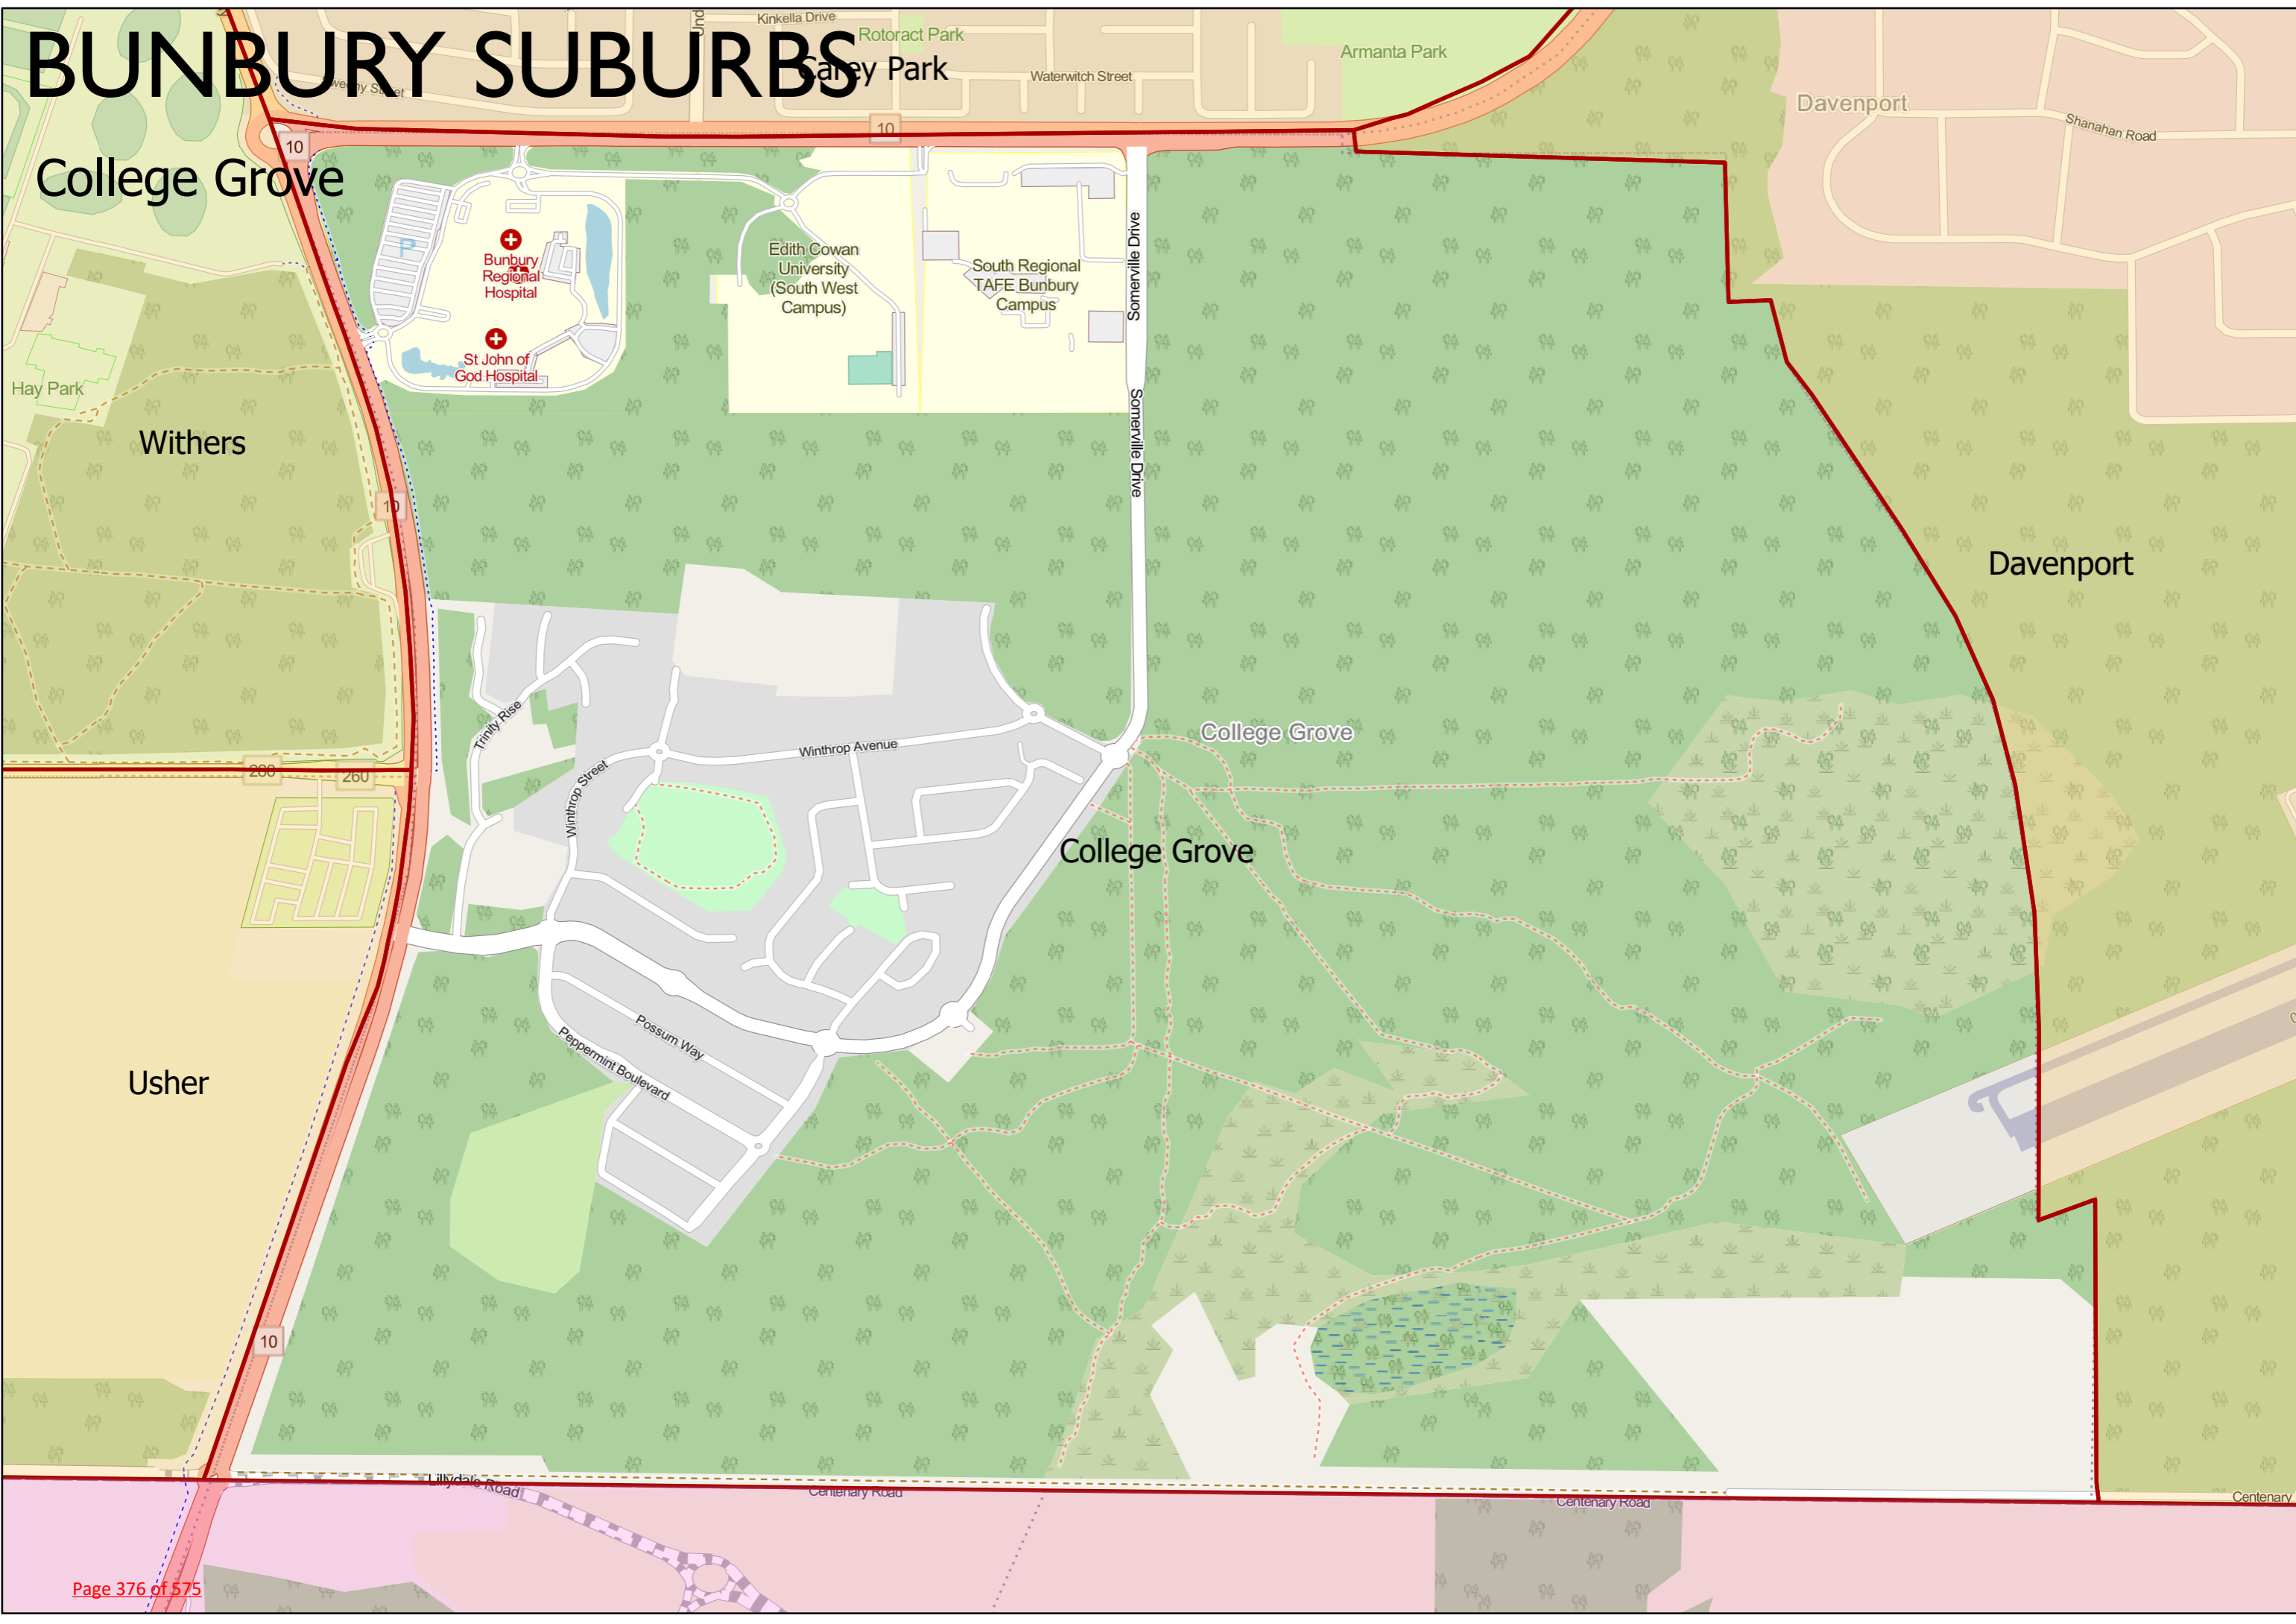 BUNBURY SUBURBS
College Grove
Kinkella Drive
Rotoract Park
Carey Park
Waterwitch Street
Armanta Park
Davenport
Shanahan Road
10
10
Bunbury
Regional
Hospital
St John of
God Hospital
P
Edith Cowan
University
(South West
Campus)
South Regional
TAFE Bunbury
Campus
Somerville Drive
Somerville Drive
Hay Park
Withers
10
Davenport
Trinity Rise
Winthrop Avenue
Winthrop Street
College Grove
College Grove
260
260
Possum Way
Peppermint Boulevard
Usher
10
Lillydale Road
Centenary Road
Centenary Road
Centenary
Page 376 of 575